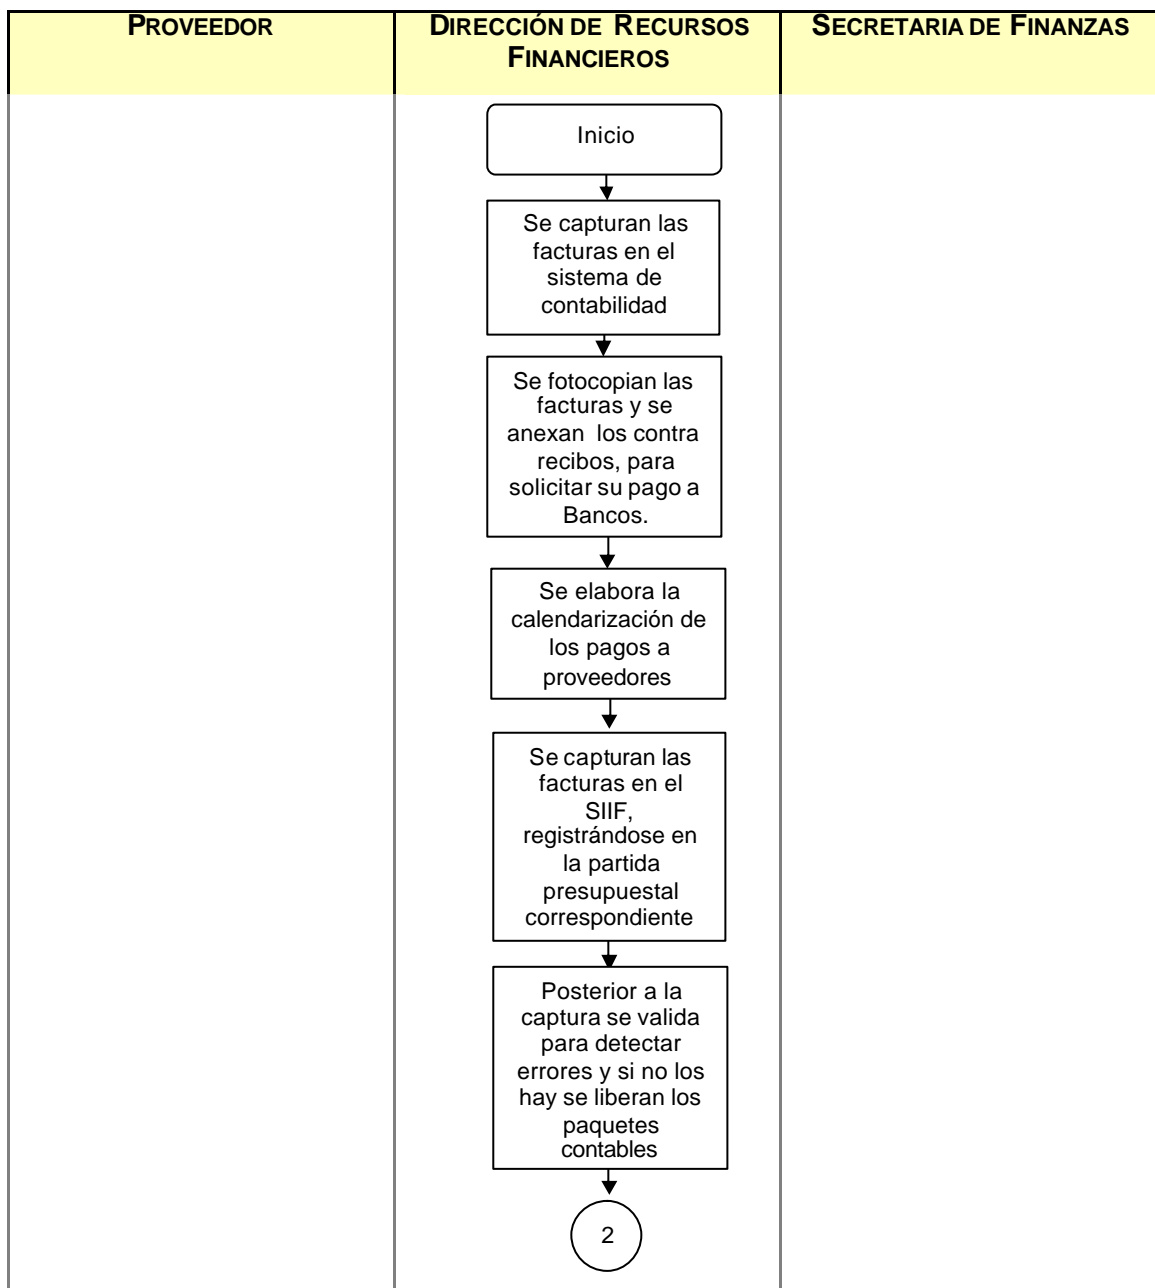 PROVEEDOR
DIRECCIÓN DE RECURSOS
FINANCIEROS
SECRETARIA DE FINANZAS
Inicio
Se capturan las
facturas en el
sistema de
contabilidad
Se fotocopian las
facturas y se
anexan los contra
recibos, para
solicitar su pago a
Bancos.
Se elabora la
calendarización de
los pagos a
proveedores
Se capturan las
facturas en el
SIIF,
registrándose en
la partida
presupuestal
correspondiente
Posterior a la
captura se valida
para detectar
errores y si no los
hay se liberan los
paquetes
contables
2